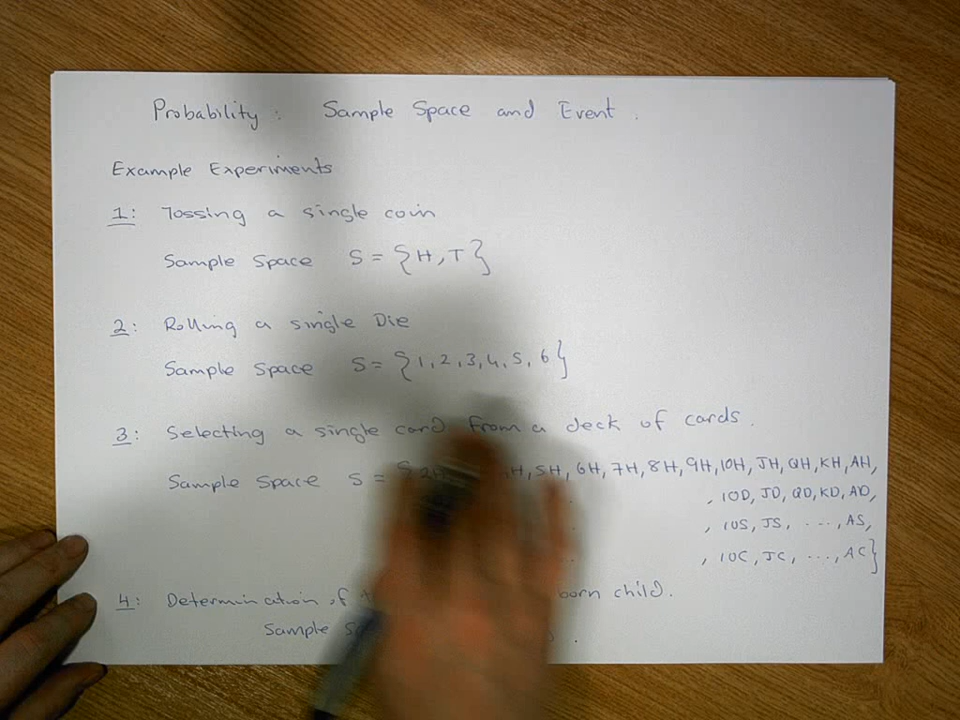 Probability : Sample Space and Event .
Example Experiments
1: Tossing a single coin
Sample Space S = {H, T}
2: Rolling a single Die
Sample Space S = {1, 2, 3, 4, 5, 6}
3: Selecting a single card from a deck of cards .
Sample Space S = {2H 5H, 6H, 7H, 8H, 9H, 10H, JH, QH, KH, AH,
, 10D, JD, QD, KD, AD,
, 10S, JS, ..., AS,
, 10C, JC, ..., AC}
4: Determination of born child.
Sample